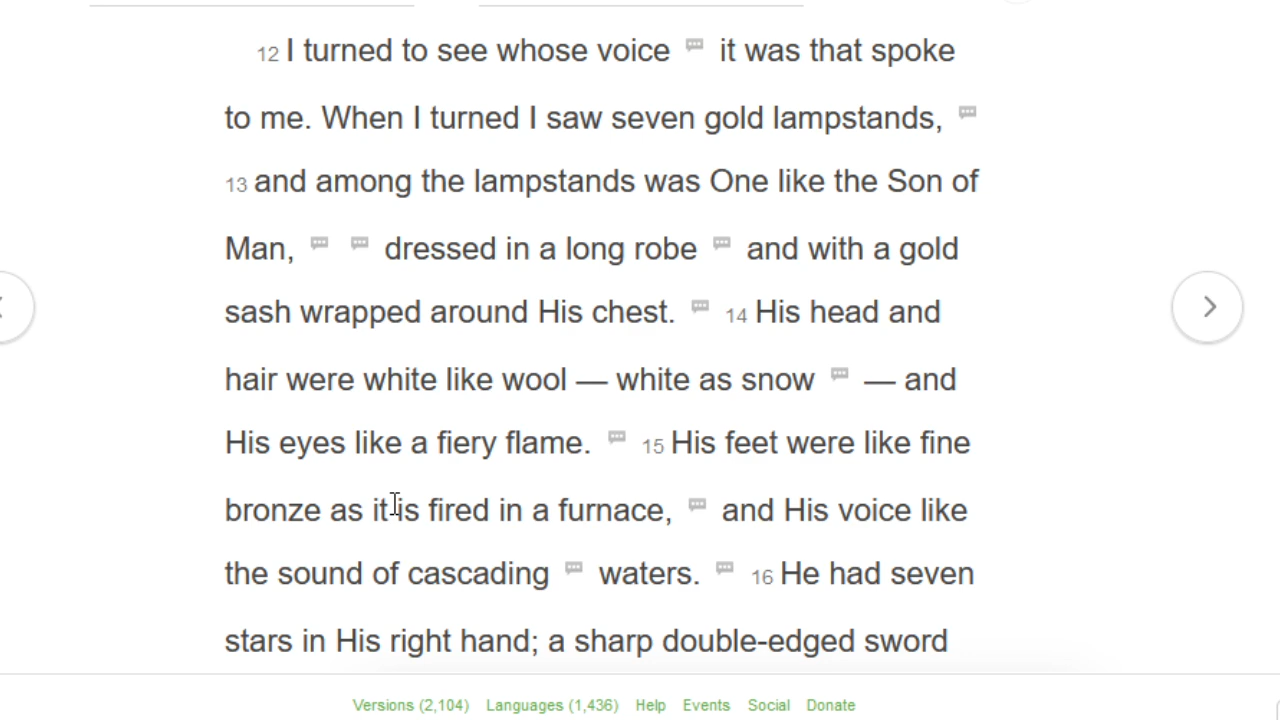 12 I turned to see whose voice it was that spoke
to me. When I turned I saw seven gold lampstands,
13 and among the lampstands was One like the Son of
Man, dressed in a long robe and with a gold
sash wrapped around His chest. 14 His head and
hair were white like wool — white as snow — and
His eyes like a fiery flame. 15 His feet were like fine
bronze as it is fired in a furnace, and His voice like
the sound of cascading waters. 16 He had seven
stars in His right hand; a sharp double-edged sword
Versions (2,104) Languages (1,436) Help Events Social Donate